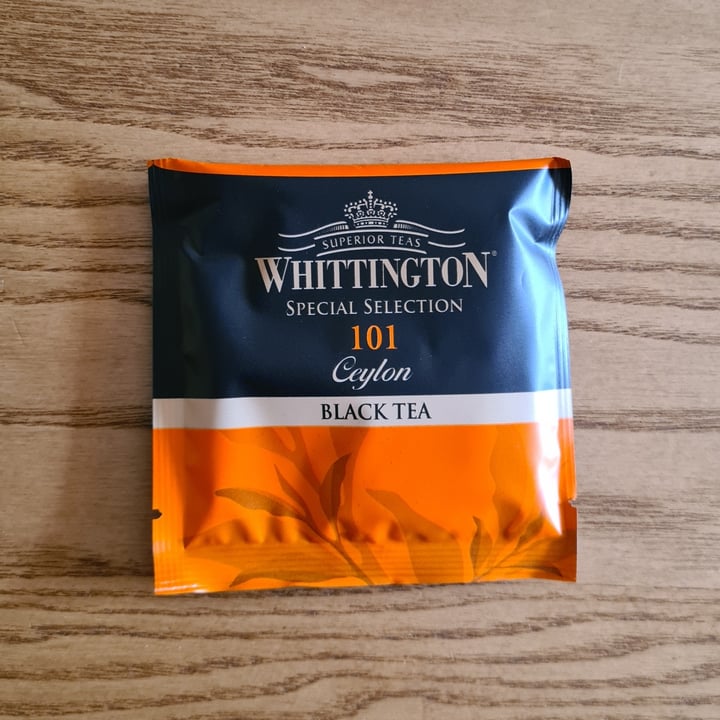 SUPERIOR TEAS
WHITTINGTON®
SPECIAL SELECTION
101
Ceylon
BLACK TEA